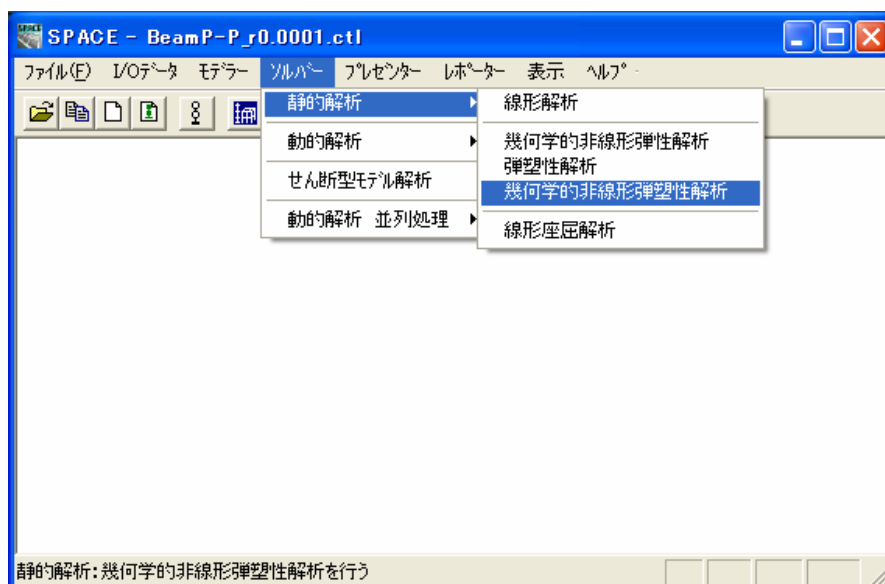 SPACE - BeamP-P_r0.0001.ctl
ファイル(F) I/Oデータ モデラー ソルバー プレゼンター レポーター 表示 ヘルプ
静的解析
動的解析
せん断型モデル解析
動的解析 並列処理
線形解析
幾何学的非線形弾性解析
弾塑性解析
幾何学的非線形弾塑性解析
線形座屈解析
静的解析:幾何学的非線形弾塑性解析を行う